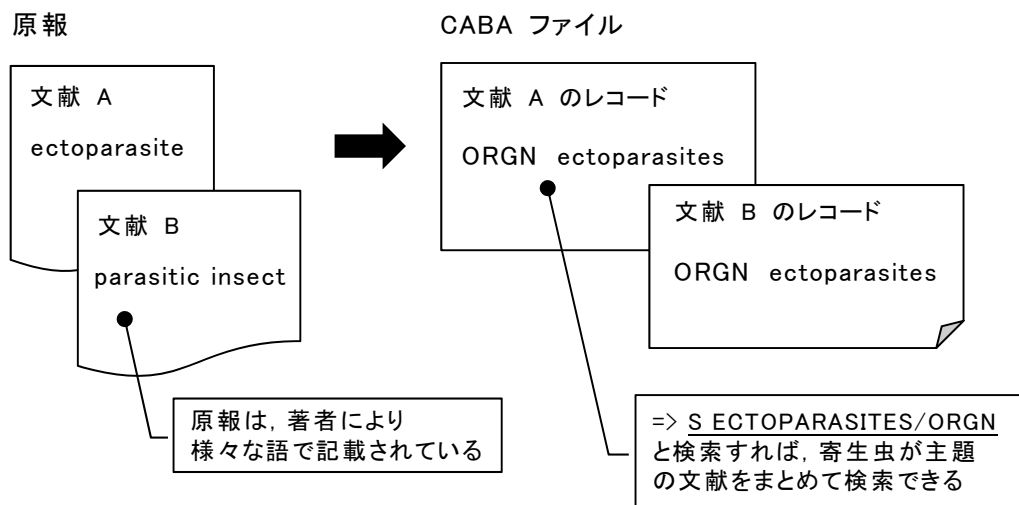 原報
文献 A
ectoparasite
文献 B
parasitic insect
原報は, 著者により
様々な語で記載されている
CABA ファイル
文献 A のレコード
ORGN ectoparasites
文献 B のレコード
ORGN ectoparasites
=> S ECTOPARASITES/ORGN
と検索すれば, 寄生虫が主題
の文献をまとめて検索できる